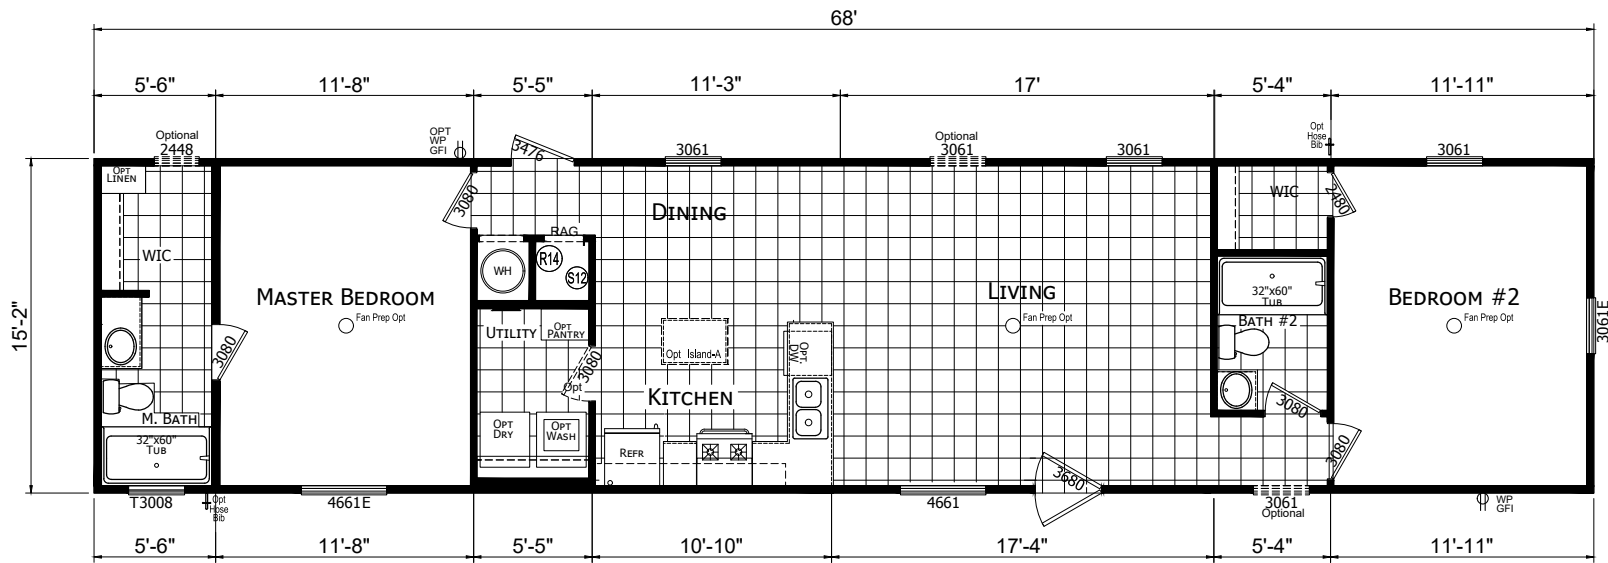 68'
5'-6" 11'-8" 5'-5" 11'-3" 17' 5'-4" 11'-11"
Optional
2448
OPT
WP
GFI
3476
3061
Optional
3061
3061
Opt
Hose
Bib
3061
OPT
LINEN
3080
DINING
RAG
WIC
2480
WIC
WH
R14
S12
15'-2"
MASTER BEDROOM
Fan Prep Opt
LIVING
Fan Prep Opt
32"x60"
TUB
BATH #2
BEDROOM #2
Fan Prep Opt
3061E
UTILITY
OPT
PANTRY
3080
3080
Opt
Opt Island-A
OPT.
DW
KITCHEN
M. BATH
32"x60"
TUB
OPT
DRY
OPT
WASH
REFR
3080
3080
3680
T3008
Opt
Hose
Bib
4661E
4661
3061
Optional
WP
GFI
5'-6" 11'-8" 5'-5" 10'-10" 17'-4" 5'-4" 11'-11"